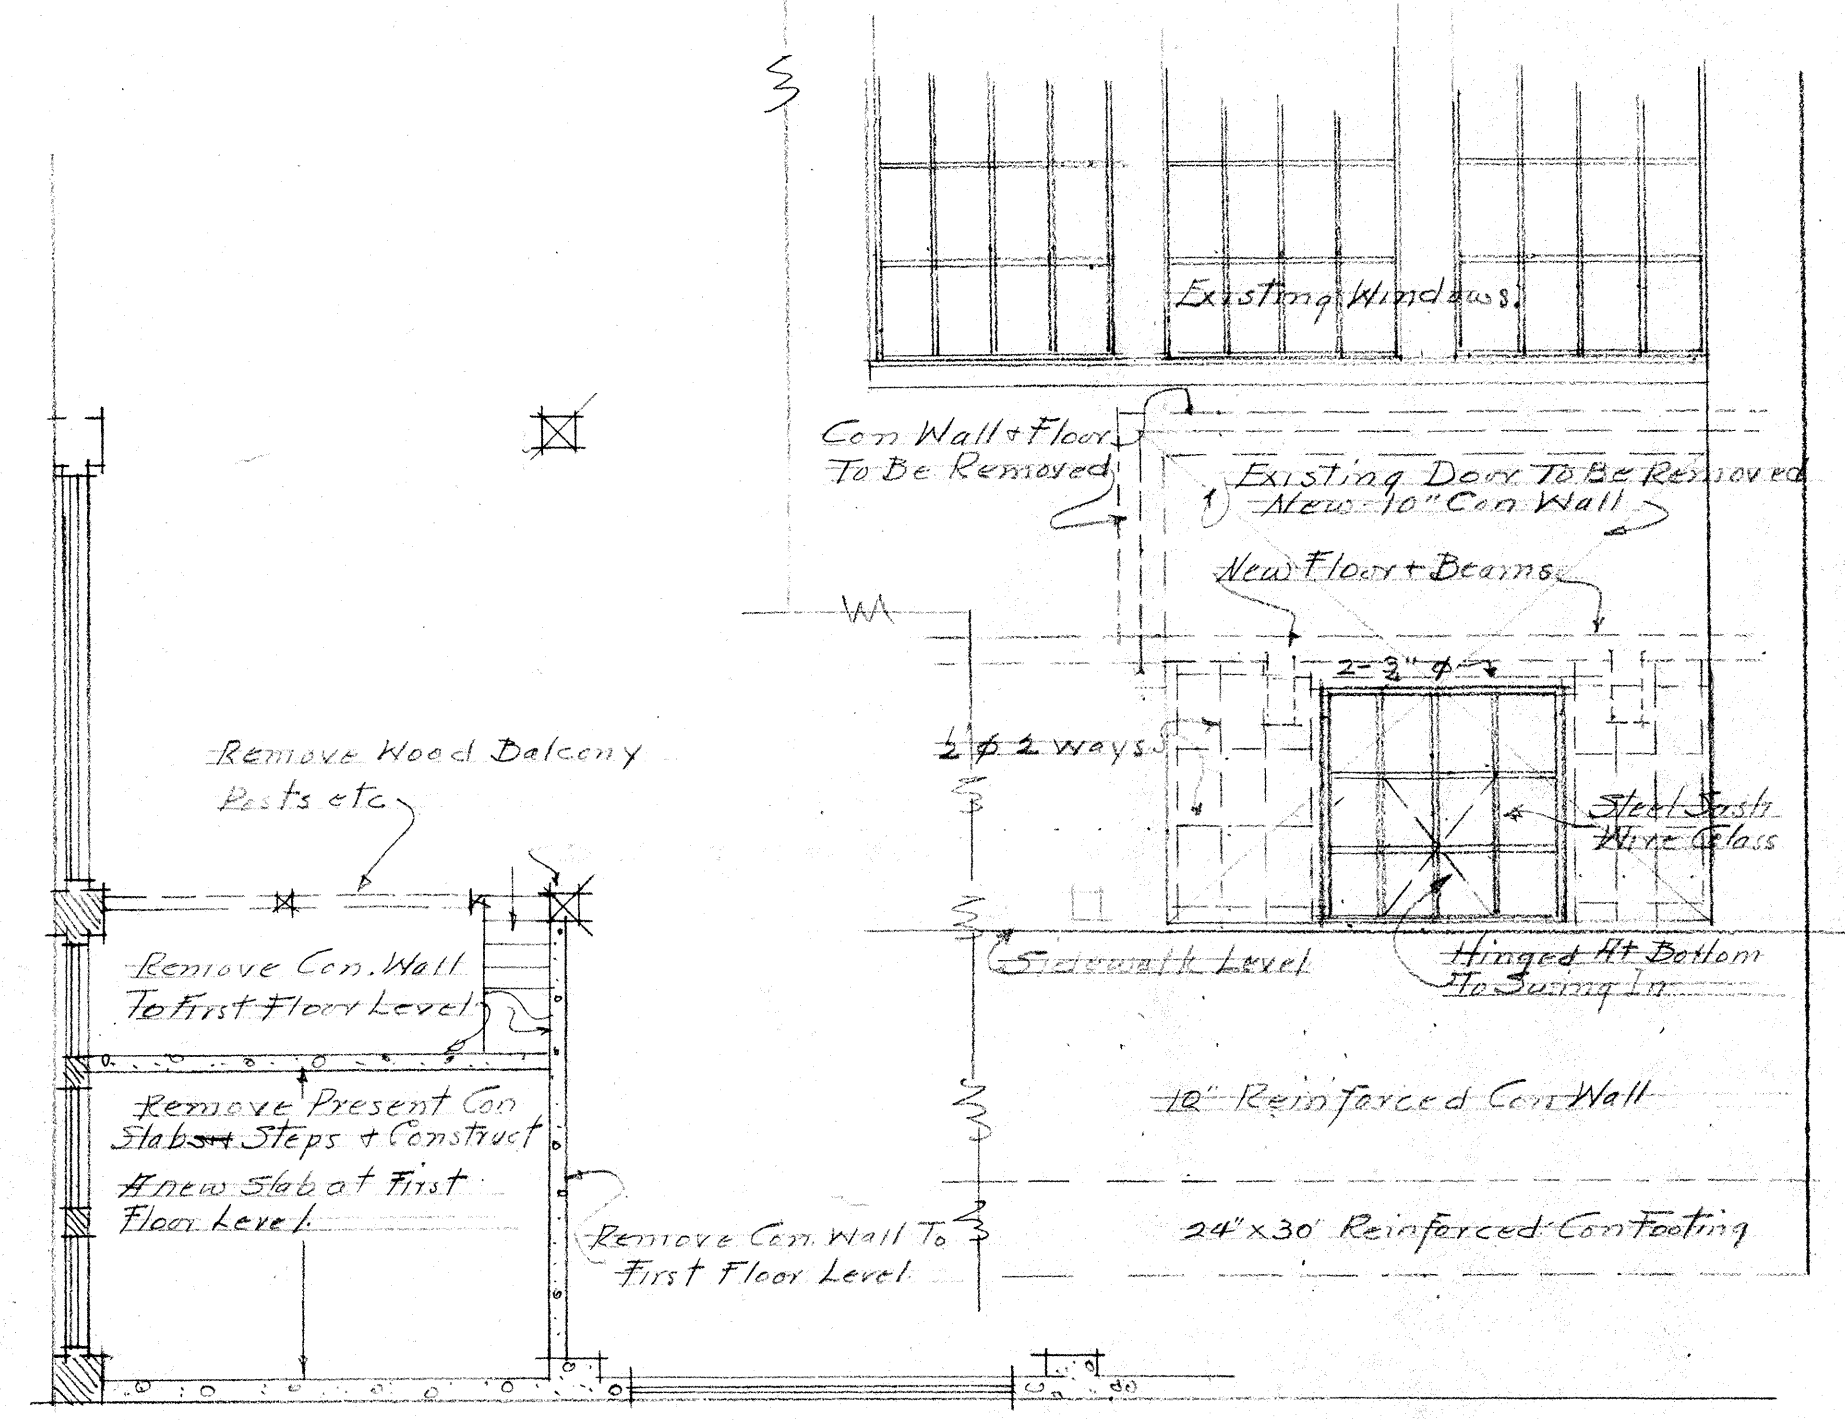 Existing Windows.
Con Wall + Floor
To Be Removed
Existing Door To Be Removed
New 10" Con Wall
New Floor + Beams
2-3/4" ϕ
1/2" ϕ 2 ways
Steel Sash
Wire Glass
Remove Wood Balcony
Posts etc
Sidewalk Level
Hinged At Bottom
To Swing In
Remove Con. Wall
To First Floor Level
Remove Present Con
Slab Steps + Construct
A new Slab at First
Floor Level.
10" Reinforced Con Wall
Remove Con. Wall To
First Floor Level
24" x 30' Reinforced Con Footing